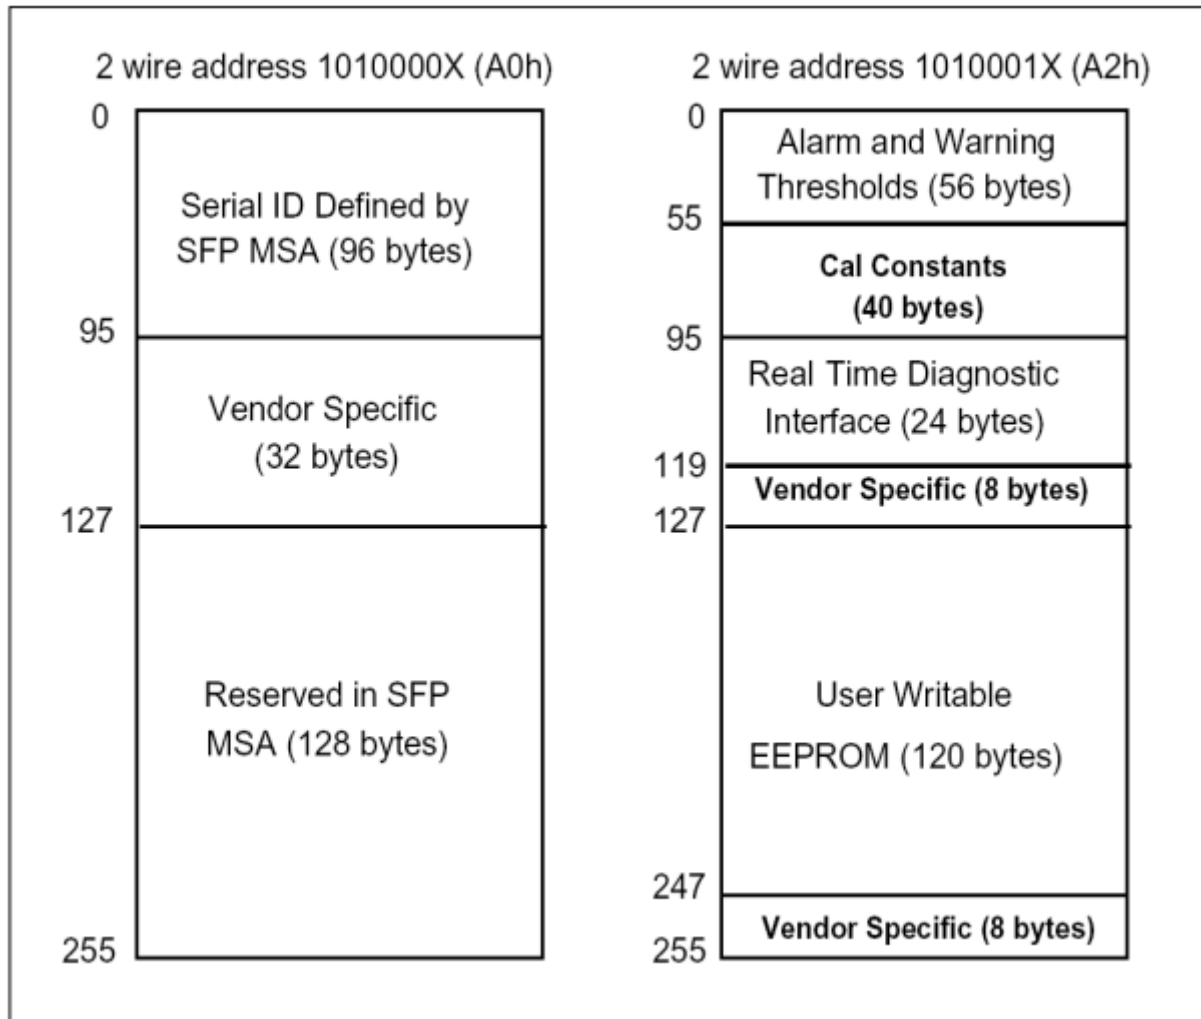 2 wire address 1010000X (A0h)
0
Serial ID Defined by
SFP MSA (96 bytes)
95
Vendor Specific
(32 bytes)
127
Reserved in SFP
MSA (128 bytes)
255
2 wire address 1010001X (A2h)
0
Alarm and Warning
Thresholds (56 bytes)
55
Cal Constants
(40 bytes)
95
Real Time Diagnostic
Interface (24 bytes)
119
Vendor Specific (8 bytes)
127
User Writable
EEPROM (120 bytes)
247
Vendor Specific (8 bytes)
255